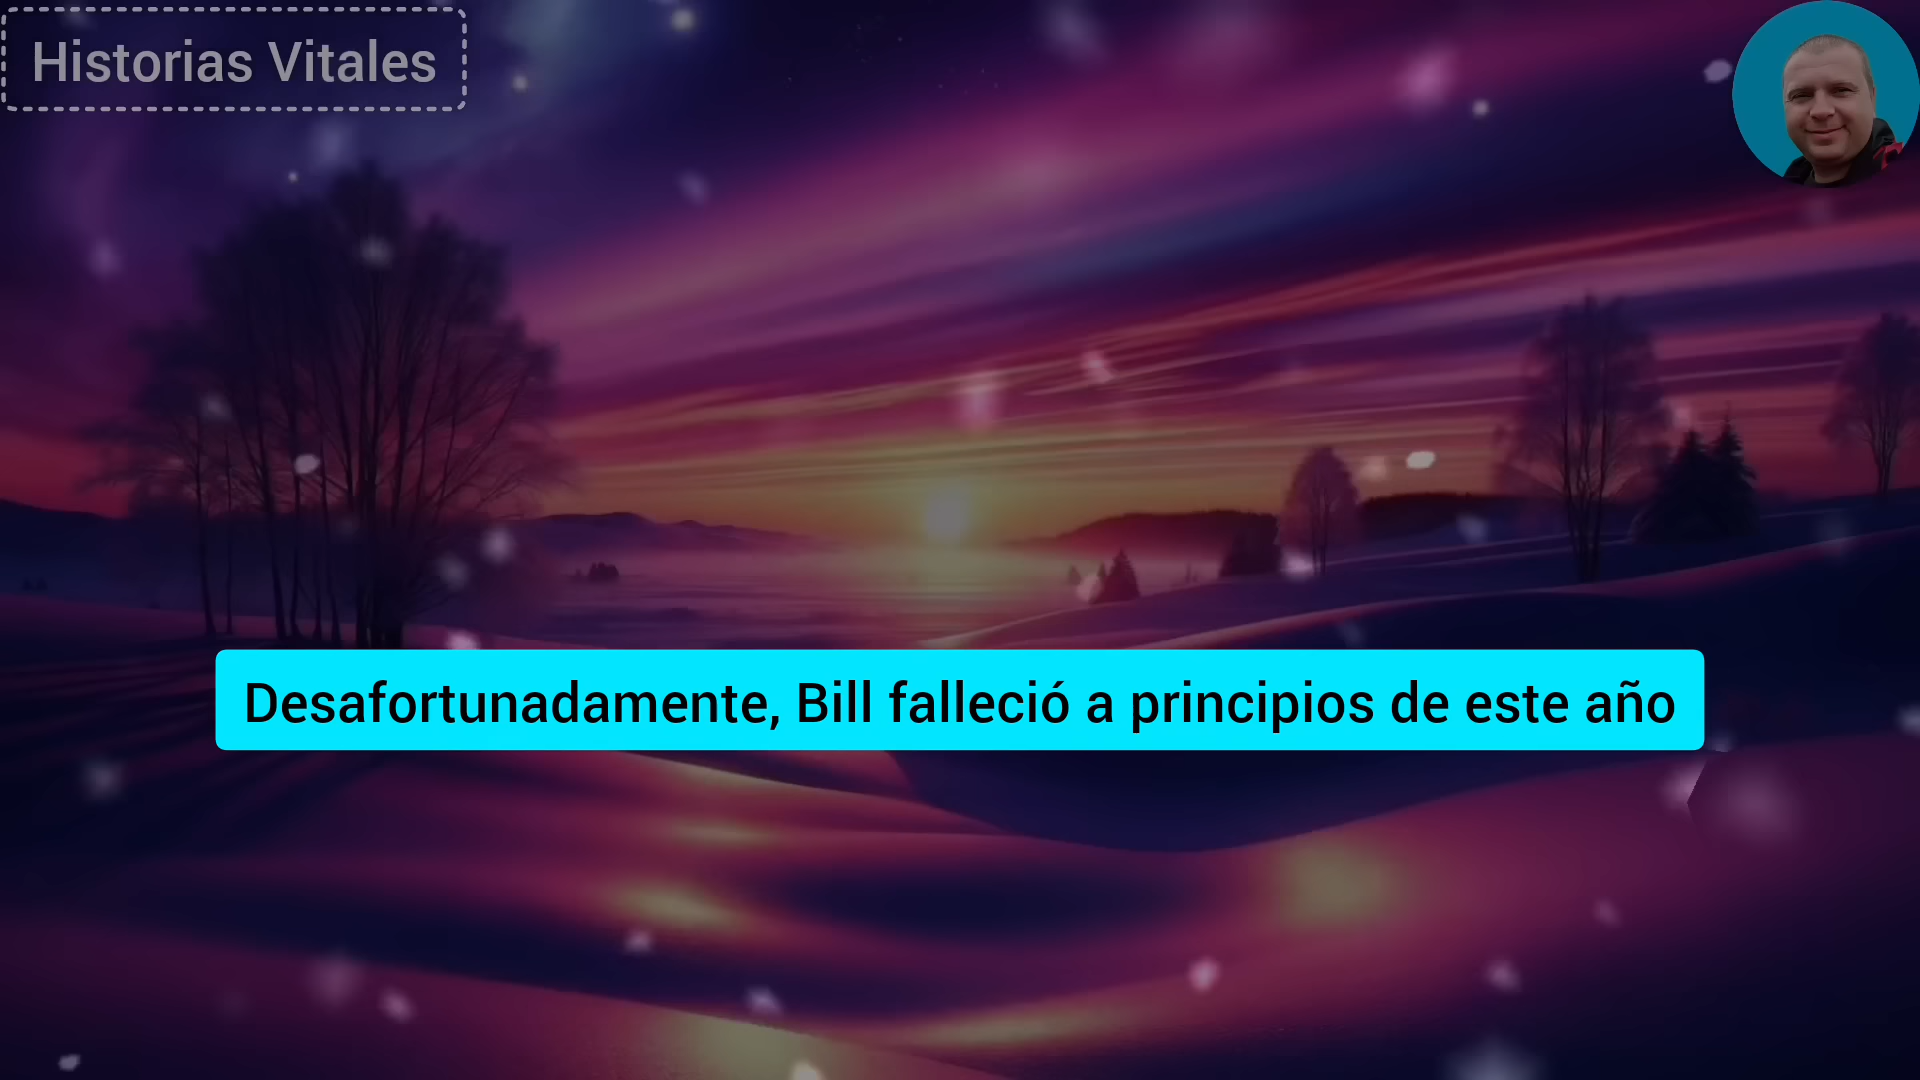 Historias Vitales
Desafortunadamente, Bill falleció a principios de este año